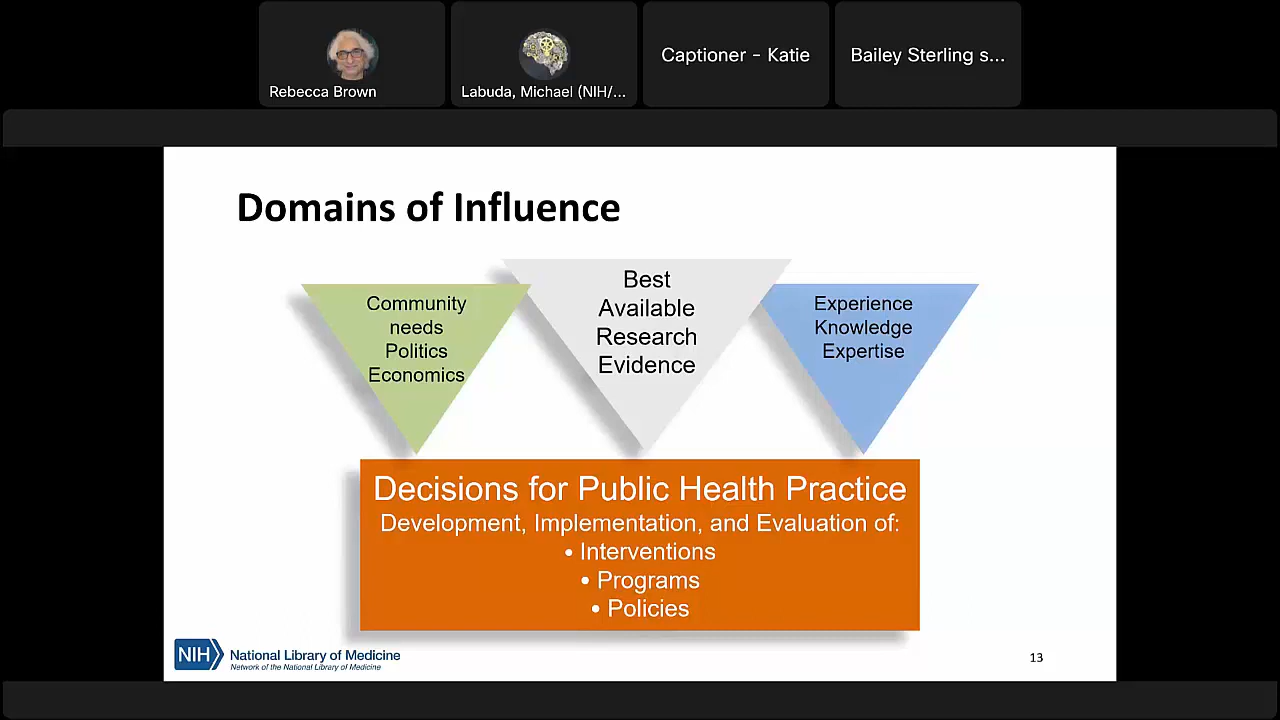 Rebecca Brown
Labuda, Michael (NIH/...
Captioner - Katie
Bailey Sterling s...
Domains of Influence
Community
needs
Politics
Economics
Best
Available
Research
Evidence
Experience
Knowledge
Expertise
Decisions for Public Health Practice
Development, Implementation, and Evaluation of:
• Interventions
• Programs
• Policies
NIH
National Library of Medicine
Network of the National Library of Medicine
13